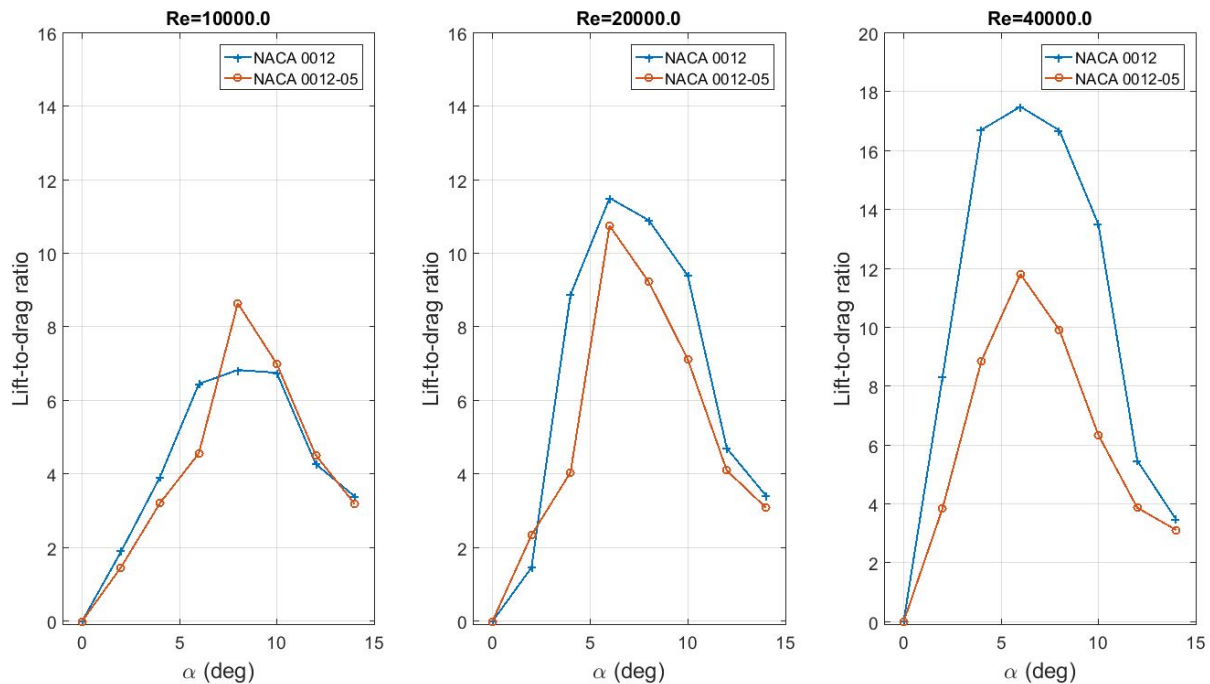 Re=10000.0
NACA 0012
NACA 0012-05
16
14
12
10
8
6
4
2
0
Lift-to-drag ratio
0
5
10
15
α (deg)
Re=20000.0
NACA 0012
NACA 0012-05
16
14
12
10
8
6
4
2
0
Lift-to-drag ratio
0
5
10
15
α (deg)
Re=40000.0
NACA 0012
NACA 0012-05
20
18
16
14
12
10
8
6
4
2
0
Lift-to-drag ratio
0
5
10
15
α (deg)